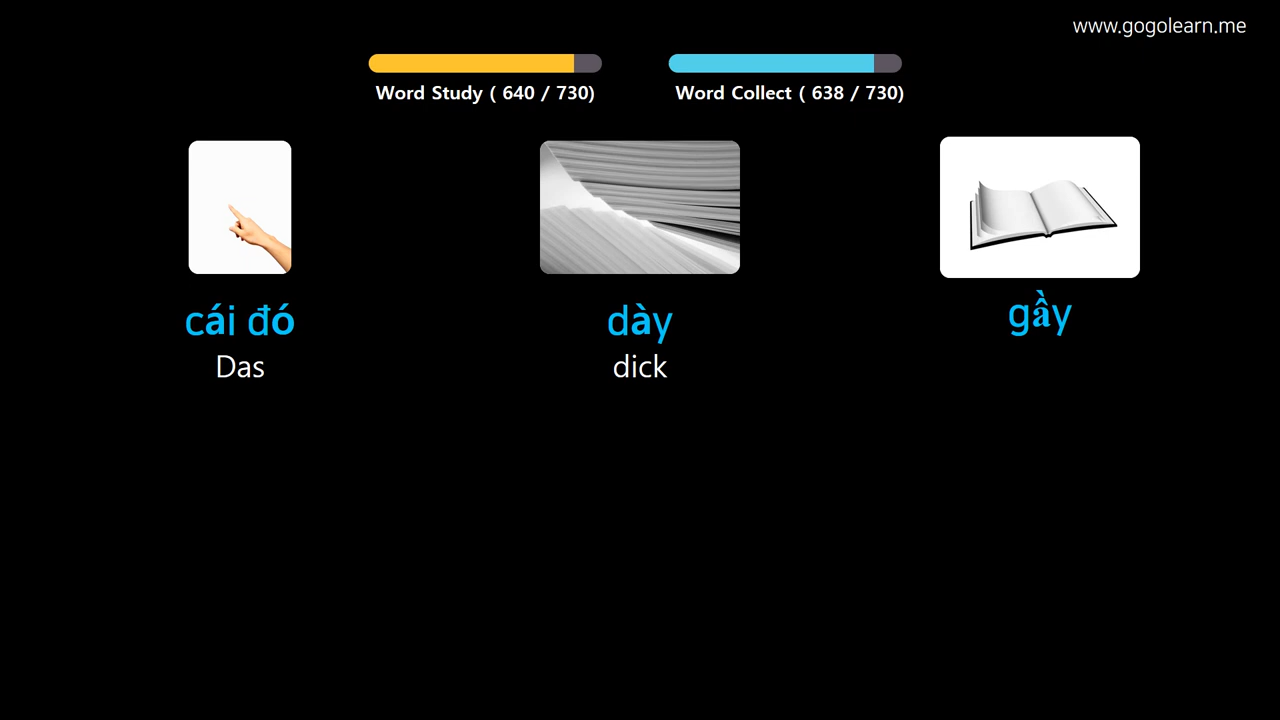 www.gogolearn.me
Word Study ( 640 / 730)
Word Collect ( 638 / 730)
cái đó
dày
gầy
Das
dick